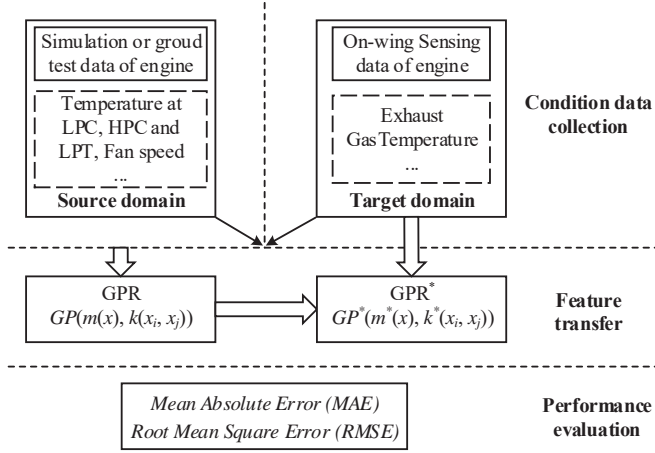 Simulation or groud
test data of engine
Temperature at
LPC, HPC and
LPT, Fan speed
...
Source domain
On-wing Sensing
data of engine
Exhaust
Gas Temperature
...
Target domain
Condition data
collection
GPR
GP(m(x), k(xᵢ, xⱼ))
GPR*
GP*(m*(x), k*(xᵢ, xⱼ))
Feature
transfer
Mean Absolute Error (MAE)
Root Mean Square Error (RMSE)
Performance
evaluation